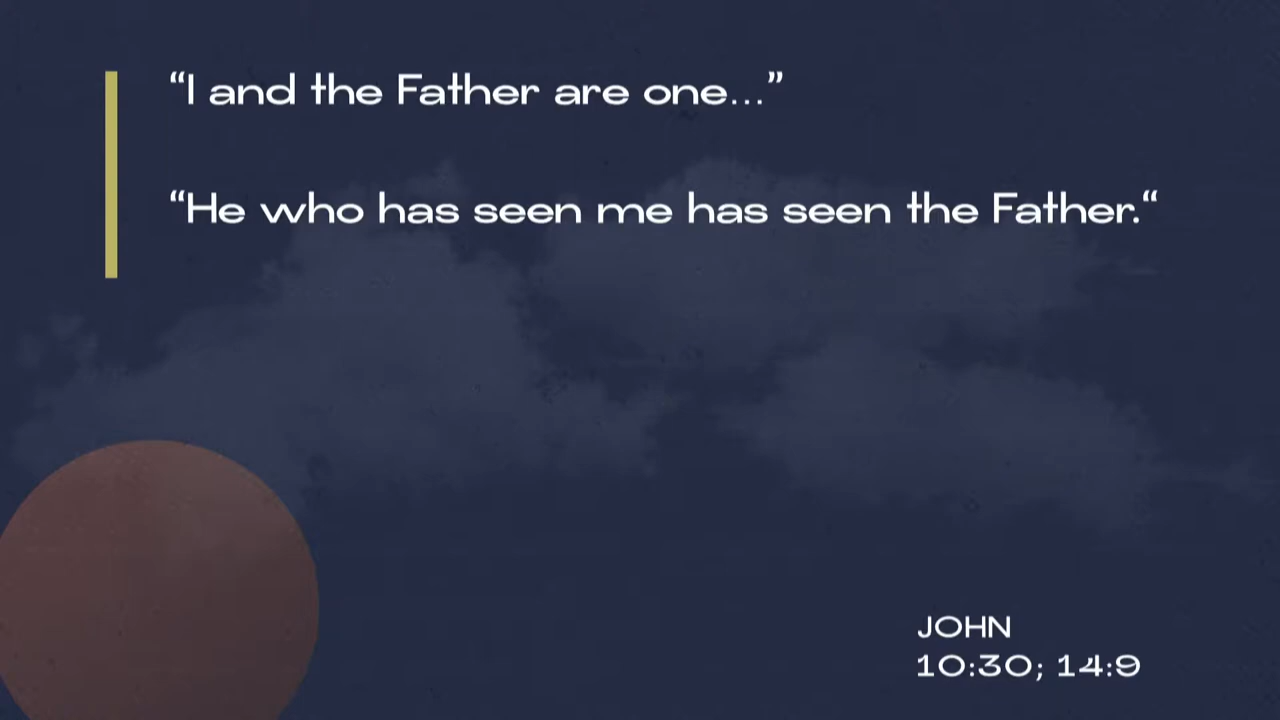 “I and the Father are one...”
“He who has seen me has seen the Father.“
JOHN
10:30; 14:9